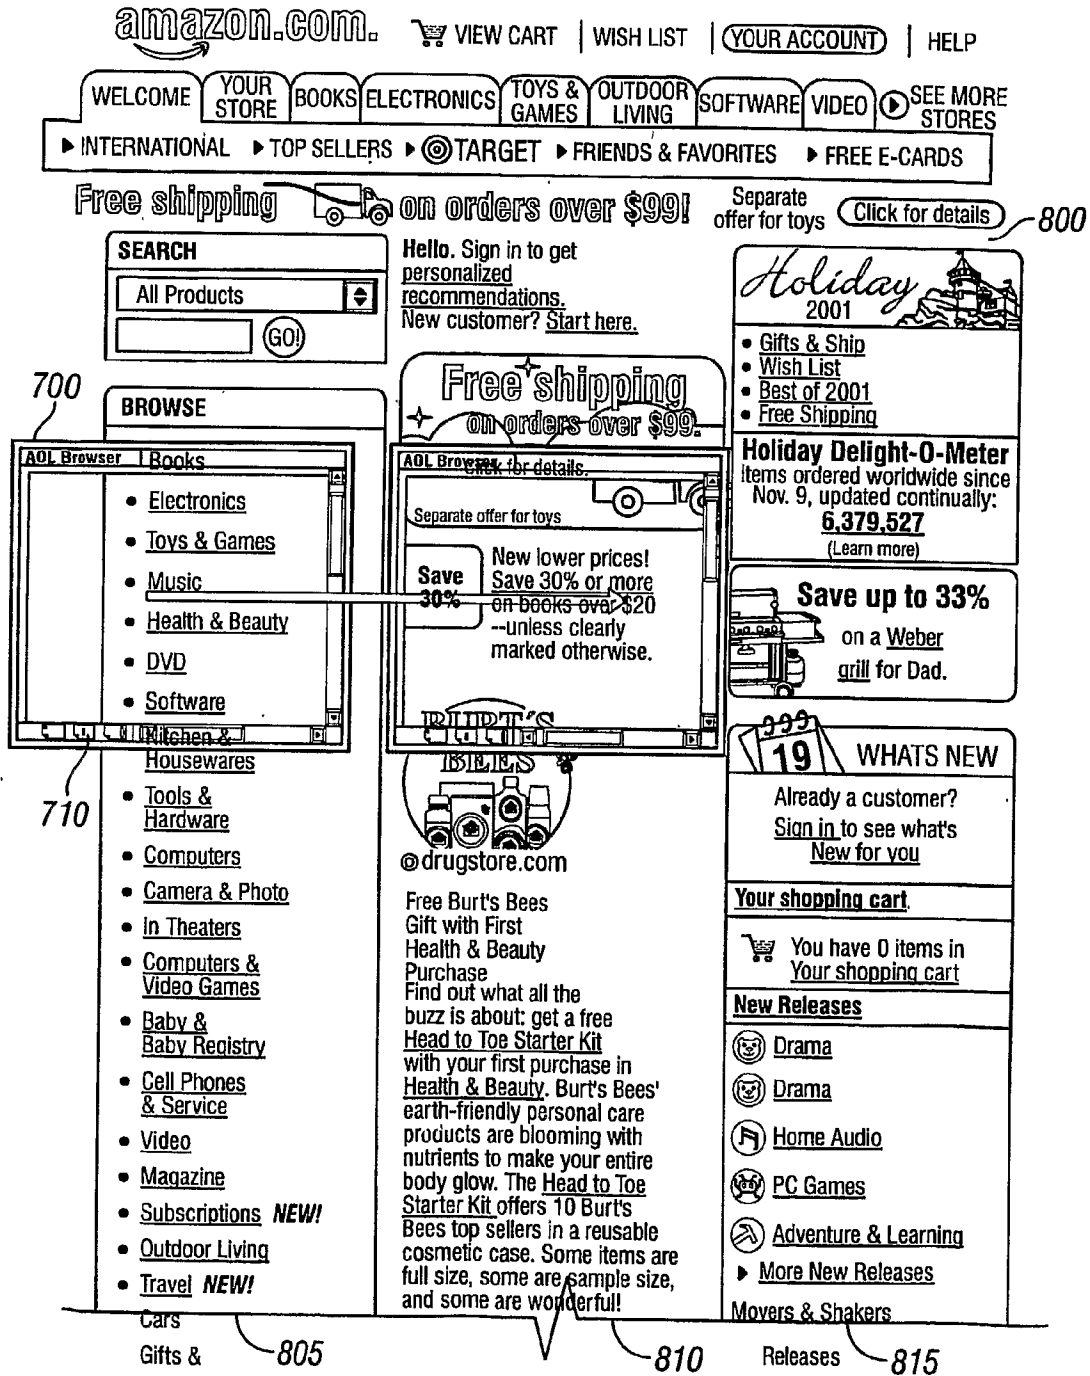 amazon.com.
VIEW CART | WISH LIST | YOUR ACCOUNT | HELP
WELCOME
YOUR STORE
BOOKS
ELECTRONICS
TOYS & GAMES
OUTDOOR LIVING
SOFTWARE
VIDEO
SEE MORE STORES
INTERNATIONAL
TOP SELLERS
TARGET
FRIENDS & FAVORITES
FREE E-CARDS
Free shipping on orders over $99!
Separate offer for toys
Click for details
800
SEARCH
All Products
GO!
700
BROWSE
AOL Browser
Books
• Electronics
• Toys & Games
• Music
• Health & Beauty
• DVD
• Software
Kitchen &
Housewares
710
• Tools &
Hardware
• Computers
• Camera & Photo
• In Theaters
• Computers &
Video Games
• Baby &
Baby Registry
• Cell Phones
& Service
• Video
• Magazine
• Subscriptions NEW!
• Outdoor Living
• Travel NEW!
Cars
Gifts &
805
Hello. Sign in to get
personalized
recommendations.
New customer? Start here.
Free shipping
on orders over $99.
AOL Browser
Click for details.
Separate offer for toys
Save
30%
New lower prices!
Save 30% or more
on books over $20
--unless clearly
marked otherwise.
BURT'S
BEES
drugstore.com
Free Burt's Bees
Gift with First
Health & Beauty
Purchase
Find out what all the
buzz is about: get a free
Head to Toe Starter Kit
with your first purchase in
Health & Beauty. Burt's Bees'
earth-friendly personal care
products are blooming with
nutrients to make your entire
body glow. The Head to Toe
Starter Kit offers 10 Burt's
Bees top sellers in a reusable
cosmetic case. Some items are
full size, some are sample size,
and some are wonderful!
810
Holiday
2001
• Gifts & Ship
• Wish List
• Best of 2001
• Free Shipping
Holiday Delight-O-Meter
Items ordered worldwide since
Nov. 9, updated continually:
6,379,527
(Learn more)
Save up to 33%
on a Weber
grill for Dad.
19
WHATS NEW
Already a customer?
Sign in to see what's
New for you
Your shopping cart.
You have 0 items in
Your shopping cart
New Releases
Drama
Drama
Home Audio
PC Games
Adventure & Learning
More New Releases
Movers & Shakers
Releases
815